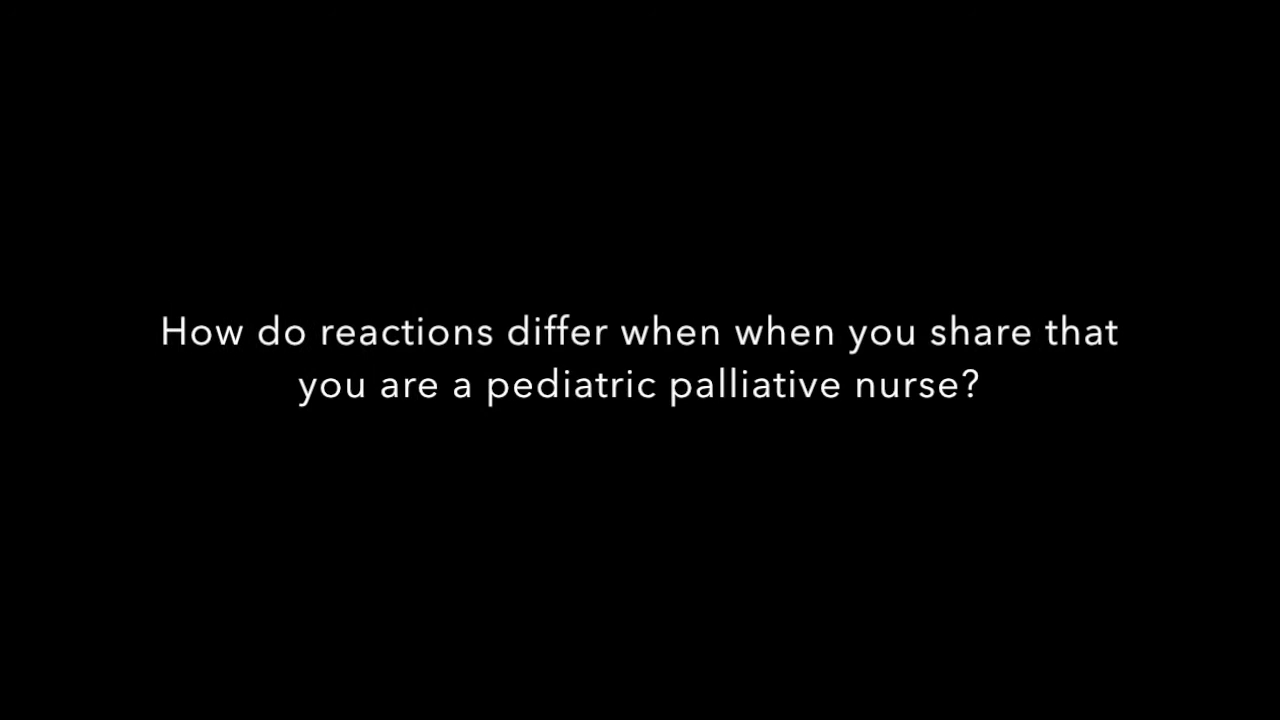 How do reactions differ when when you share that
you are a pediatric palliative nurse?